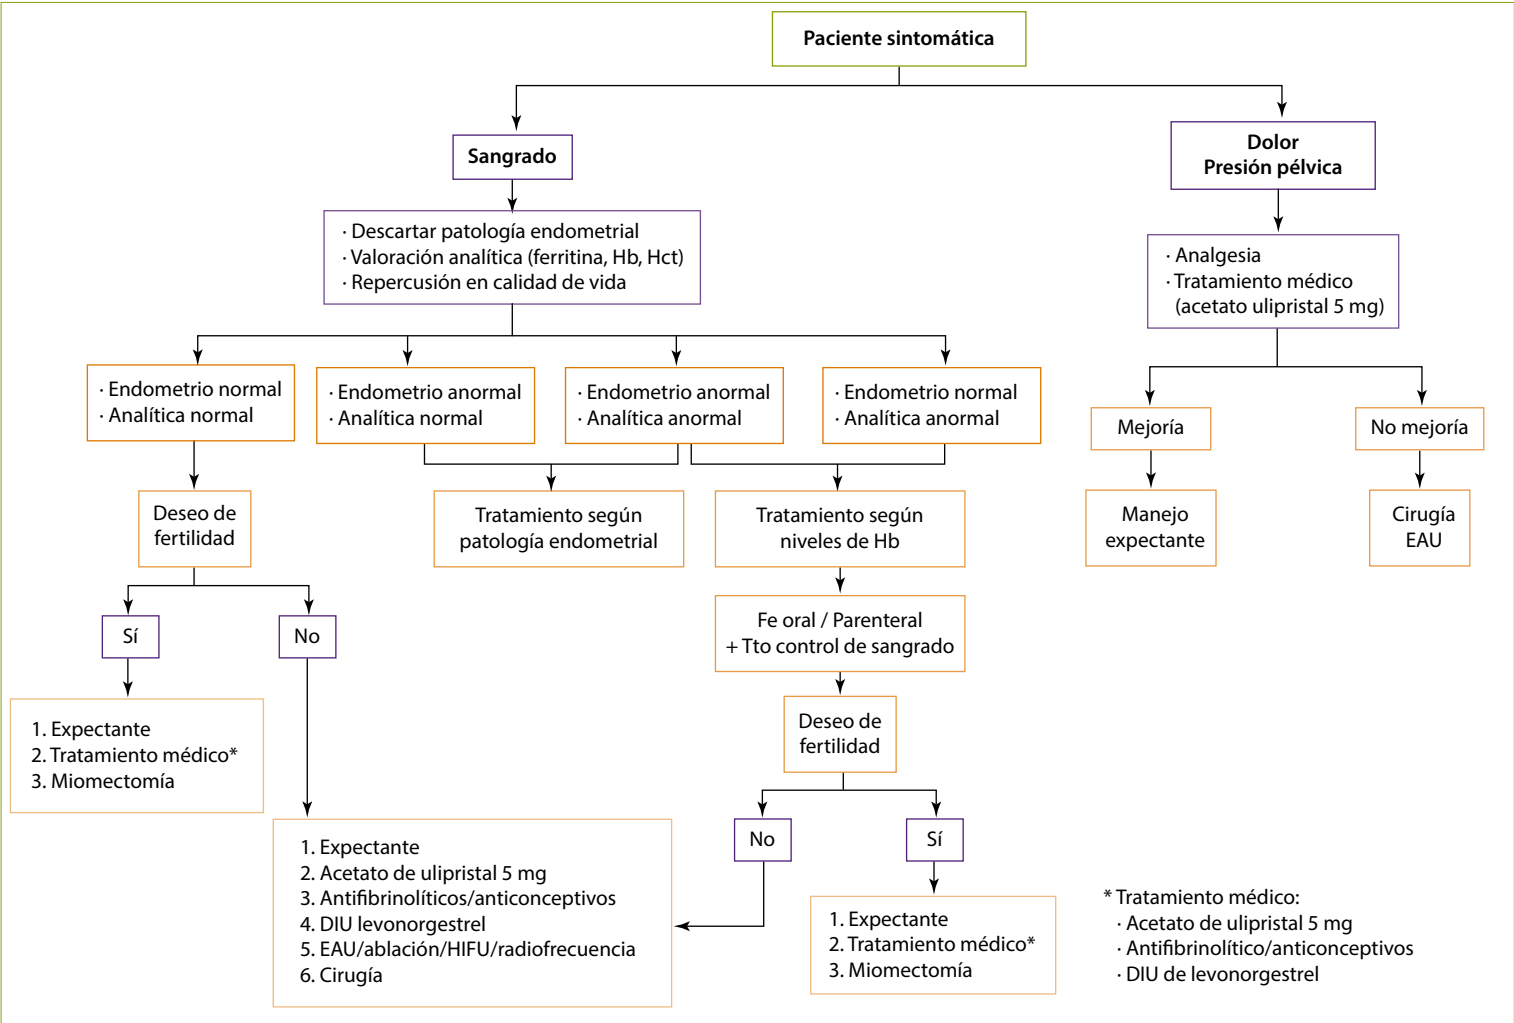 Paciente sintomática
Sangrado
Dolor
Presión pélvica
· Descartar patología endometrial
· Valoración analítica (ferritina, Hb, Hct)
· Repercusión en calidad de vida
· Analgesia
· Tratamiento médico
(acetato ulipristal 5 mg)
· Endometrio normal
· Analítica normal
· Endometrio anormal
· Analítica normal
· Endometrio anormal
· Analítica anormal
· Endometrio normal
· Analítica anormal
Mejoría
No mejoría
Deseo de
fertilidad
Tratamiento según
patología endometrial
Tratamiento según
niveles de Hb
Manejo
expectante
Cirugía
EAU
Sí
No
Fe oral / Parenteral
+ Tto control de sangrado
1. Expectante
2. Tratamiento médico*
3. Miomectomía
Deseo de
fertilidad
No
Sí
1. Expectante
2. Acetato de ulipristal 5 mg
3. Antifibrinolíticos/anticonceptivos
4. DIU levonorgestrel
5. EAU/ablación/HIFU/radiofrecuencia
6. Cirugía
1. Expectante
2. Tratamiento médico*
3. Miomectomía
* Tratamiento médico:
· Acetato de ulipristal 5 mg
· Antifibrinolítico/anticonceptivos
· DIU de levonorgestrel